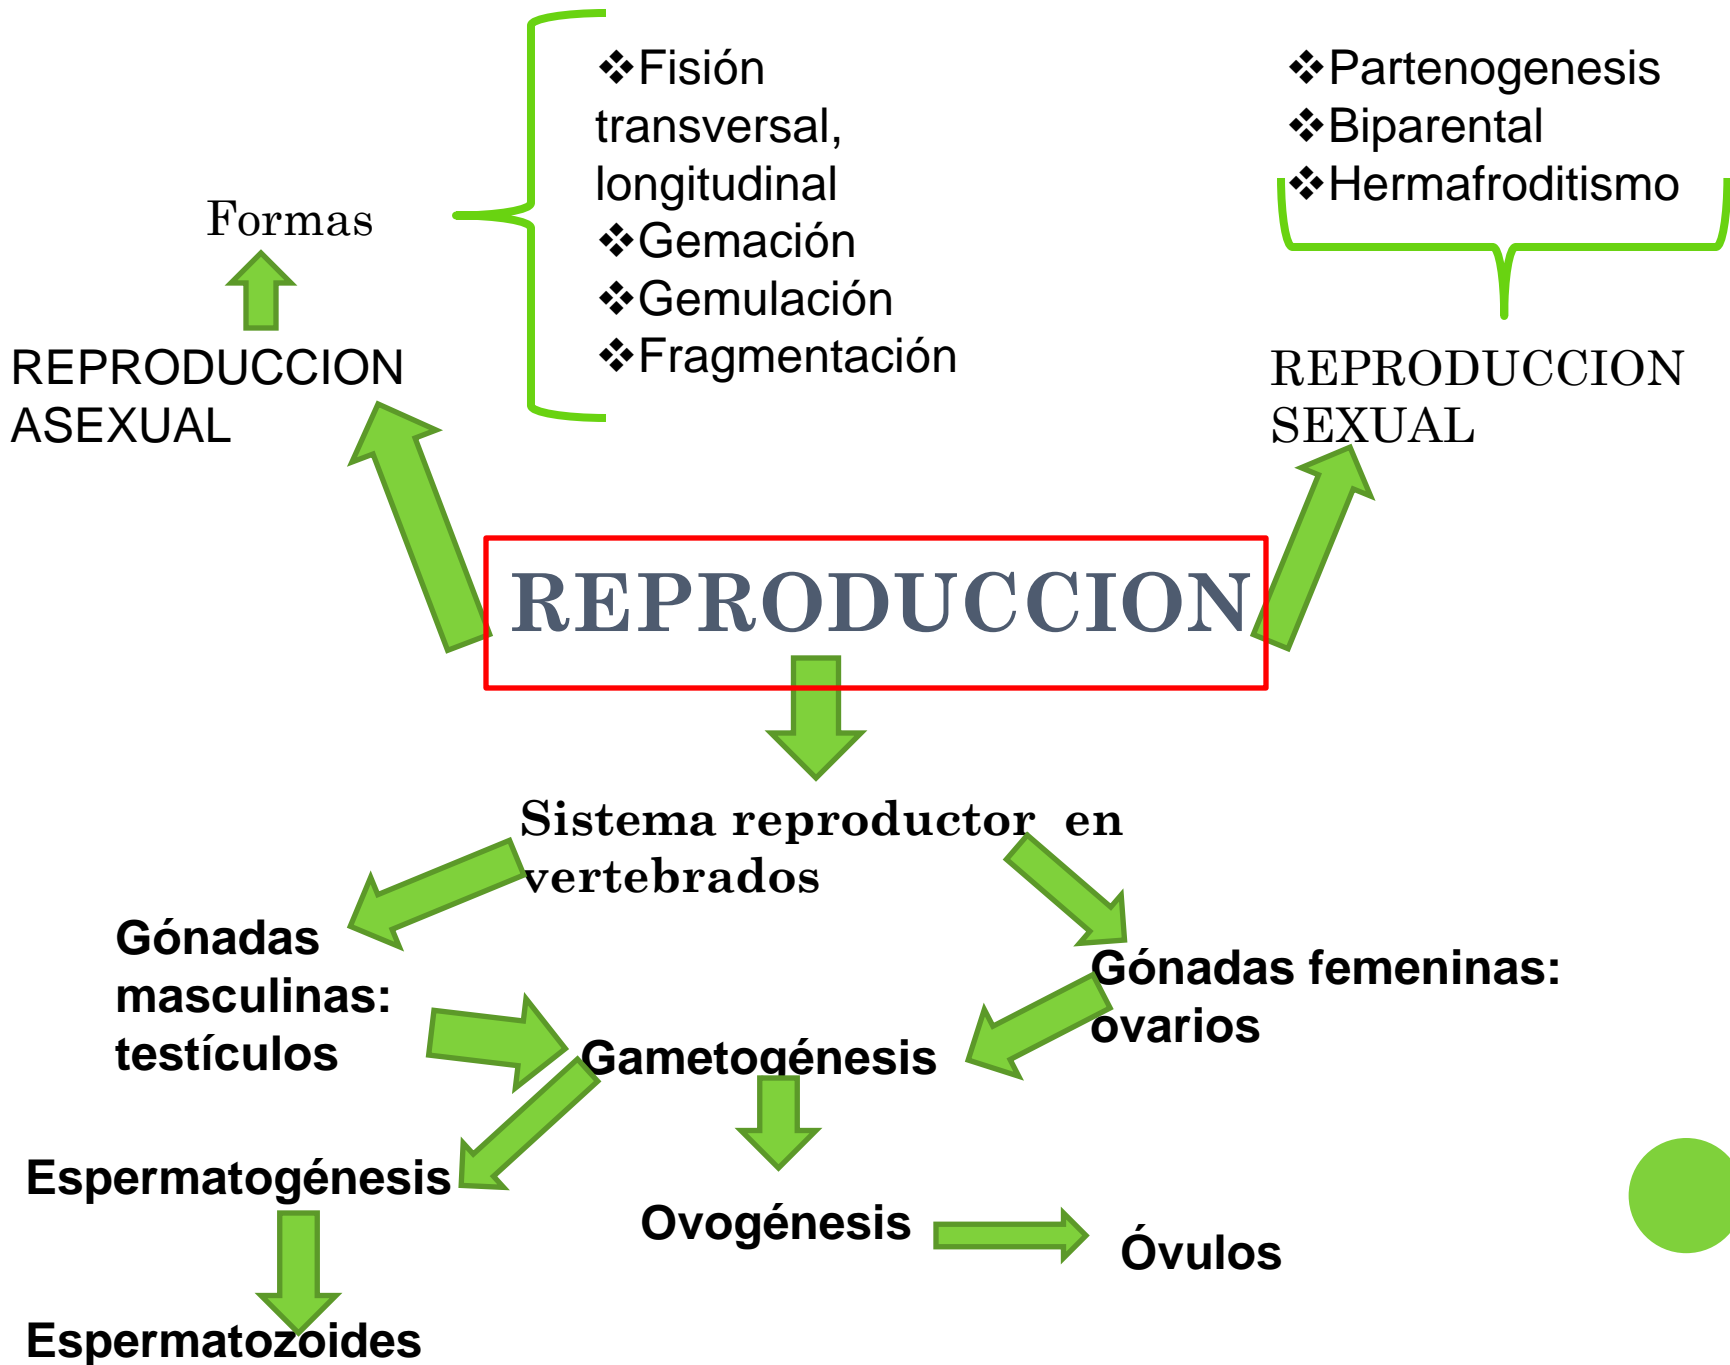 ❖Fisión
transversal,
longitudinal
❖Gemación
❖Gemulación
❖Fragmentación
❖Partenogenesis
❖Biparental
❖Hermafroditismo
Formas
REPRODUCCION
ASEXUAL
REPRODUCCION
SEXUAL
REPRODUCCION
Sistema reproductor en
vertebrados
Gónadas
masculinas:
testículos
Gónadas femeninas:
ovarios
Gametogénesis
Espermatogénesis
Ovogénesis
Óvulos
Espermatozoides